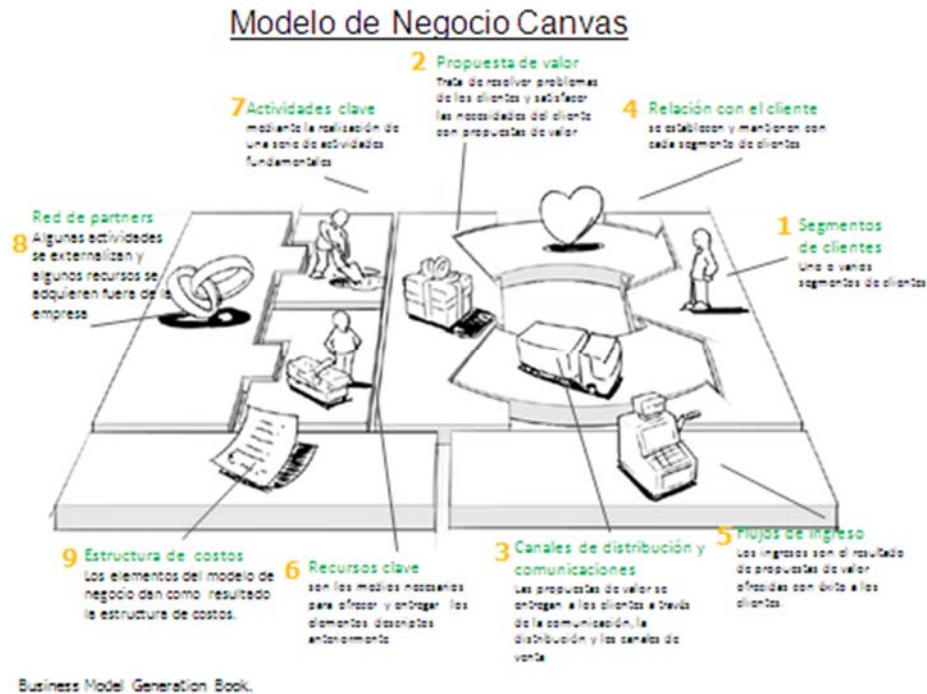 Modelo de Negocio Canvas
2 Propuesta de valor
Trata de resolver problemas
de los clientes y satisfacer
las necesidades del cliente
con propuestas de valor
7 Actividades clave
mediante la realización de
una serie de actividades
fundamentales
4 Relación con el cliente
se establecen y mantienen con
cada segmento de clientes
Red de partners
8 Algunas actividades
se externalizan y
algunos recursos se
adquieren fuera de la
empresa
1 Segmentos
de clientes
Uno o varios
segmentos de clientes
9 Estructura de costos
Los elementos del modelo de
negocio dan como resultado
la estructura de costos.
6 Recursos clave
son los medios necesarios
para ofrecer y entregar los
elementos descriptos
anteriormente
3 Canales de distribución y
comunicaciones
Las propuestas de valor se
entregan a los clientes a través
de la comunicación, la
distribución y los canales de
venta
5 Flujos de ingreso
Los ingresos son el resultado
de propuestas de valor
ofrecidas con éxito a los
clientes.
Business Model Generation Book.